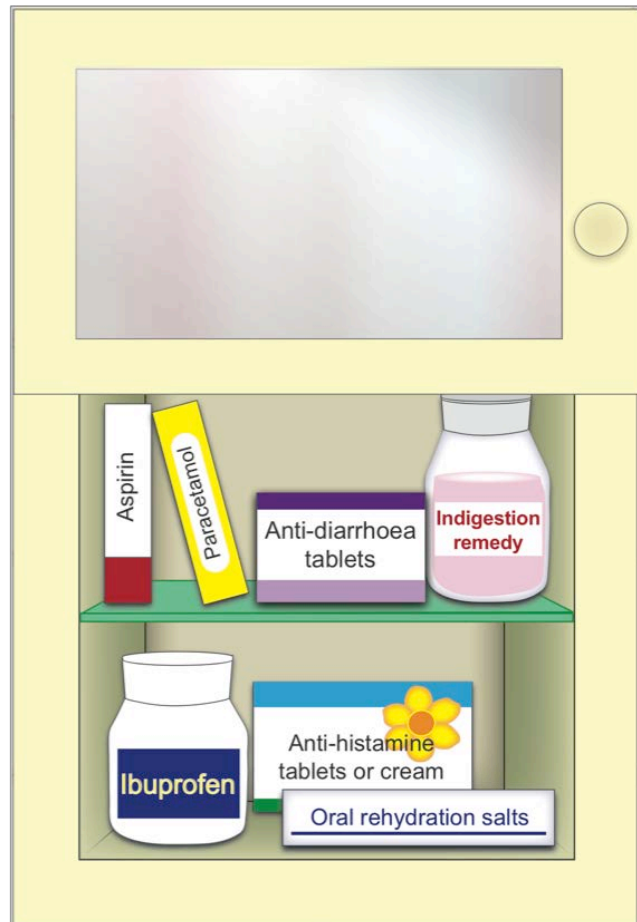 Aspirin
Paracetamol
Anti-diarrhoea
tablets
Indigestion
remedy
Ibuprofen
Anti-histamine
tablets or cream
Oral rehydration salts